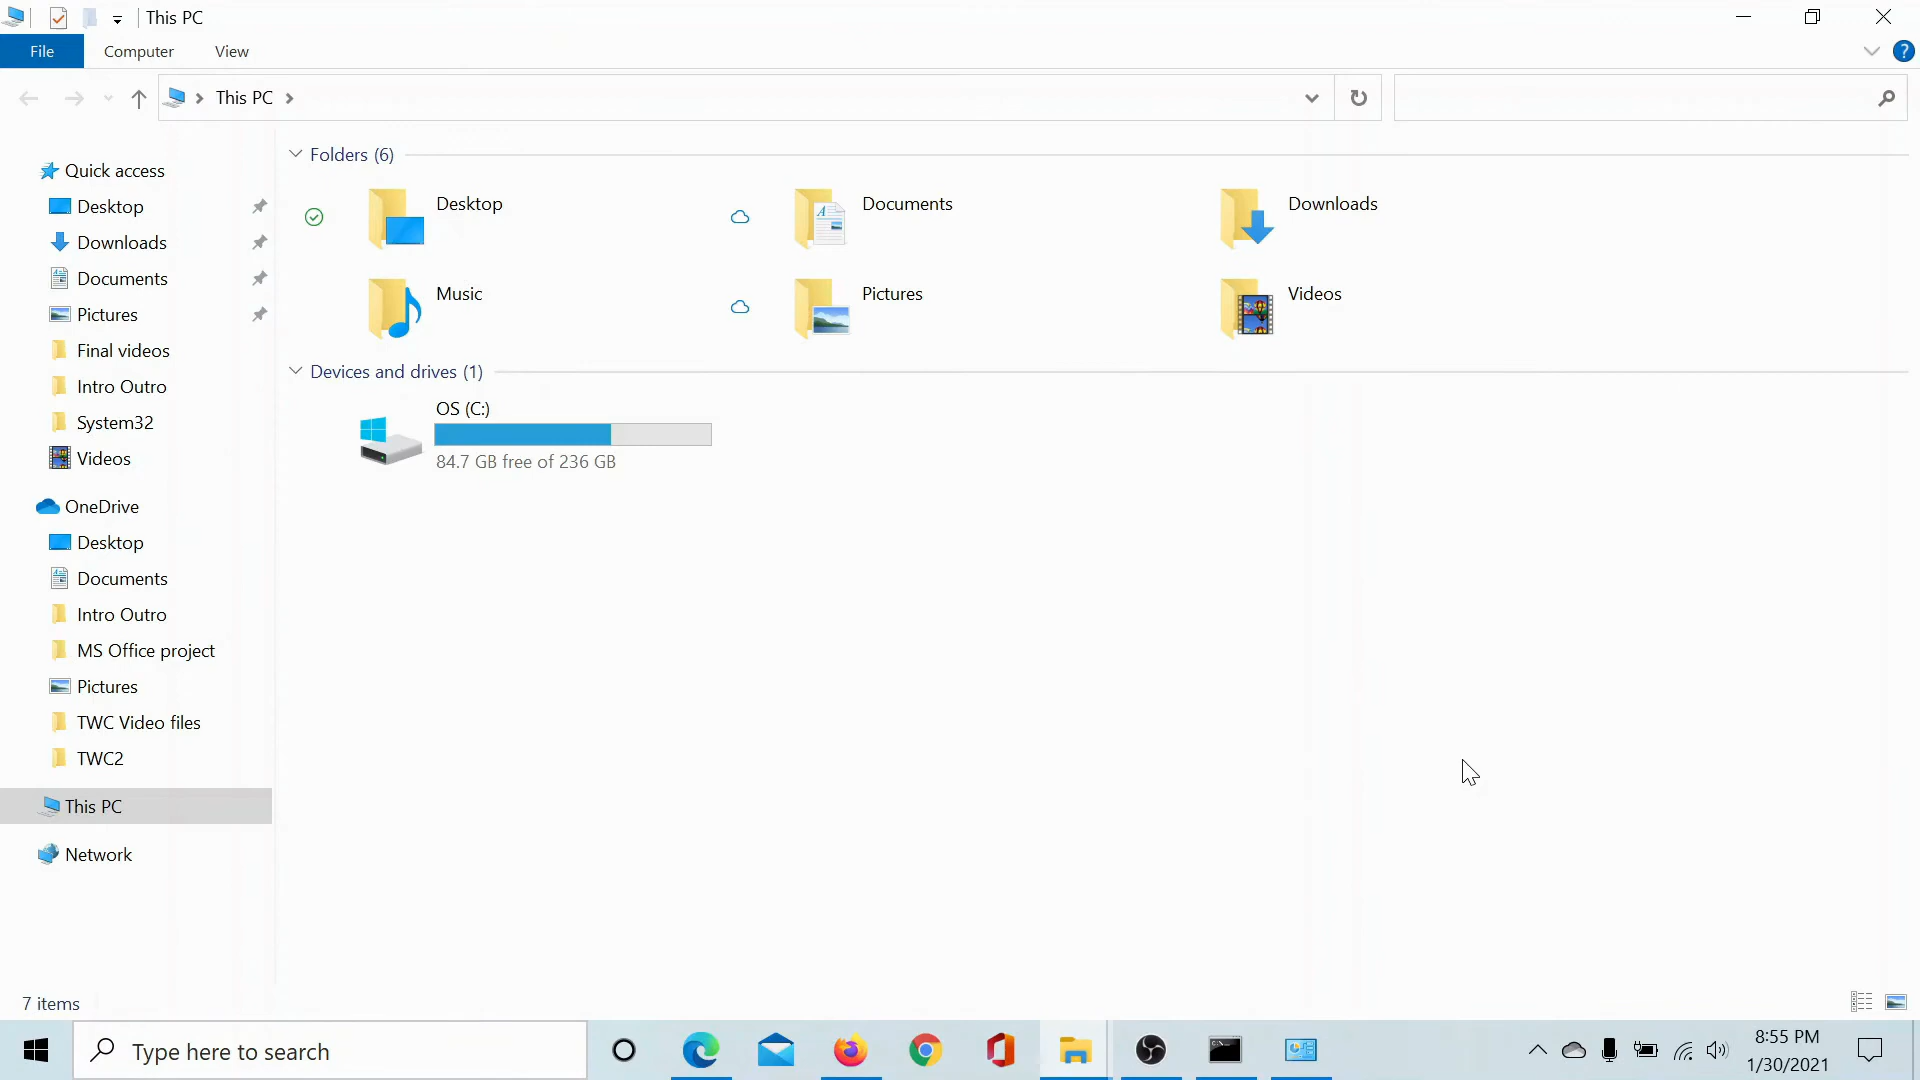 This PC
File Computer View ?
This PC
Quick access
Desktop
Downloads
Documents
Pictures
Final videos
Intro Outro
System32
Videos
OneDrive
Desktop
Documents
Intro Outro
MS Office project
Pictures
TWC Video files
TWC2
This PC
Network
Folders (6)
Desktop Documents Downloads
Music Pictures Videos
Devices and drives (1)
OS (C:)
84.7 GB free of 236 GB
7 items
Type here to search
8:55 PM
1/30/2021